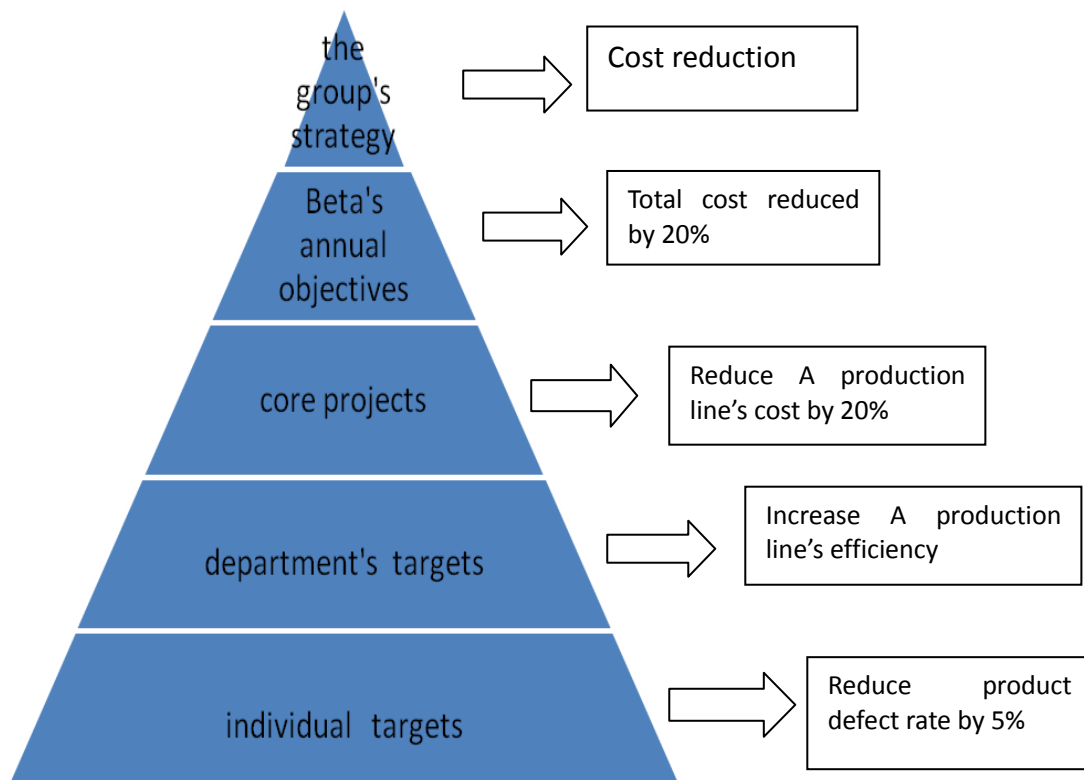 the
group's
strategy
Cost reduction
Beta's
annual
objectives
Total cost reduced
by 20%
core projects
Reduce A production
line’s cost by 20%
department's targets
Increase A production
line’s efficiency
individual targets
Reduce product
defect rate by 5%